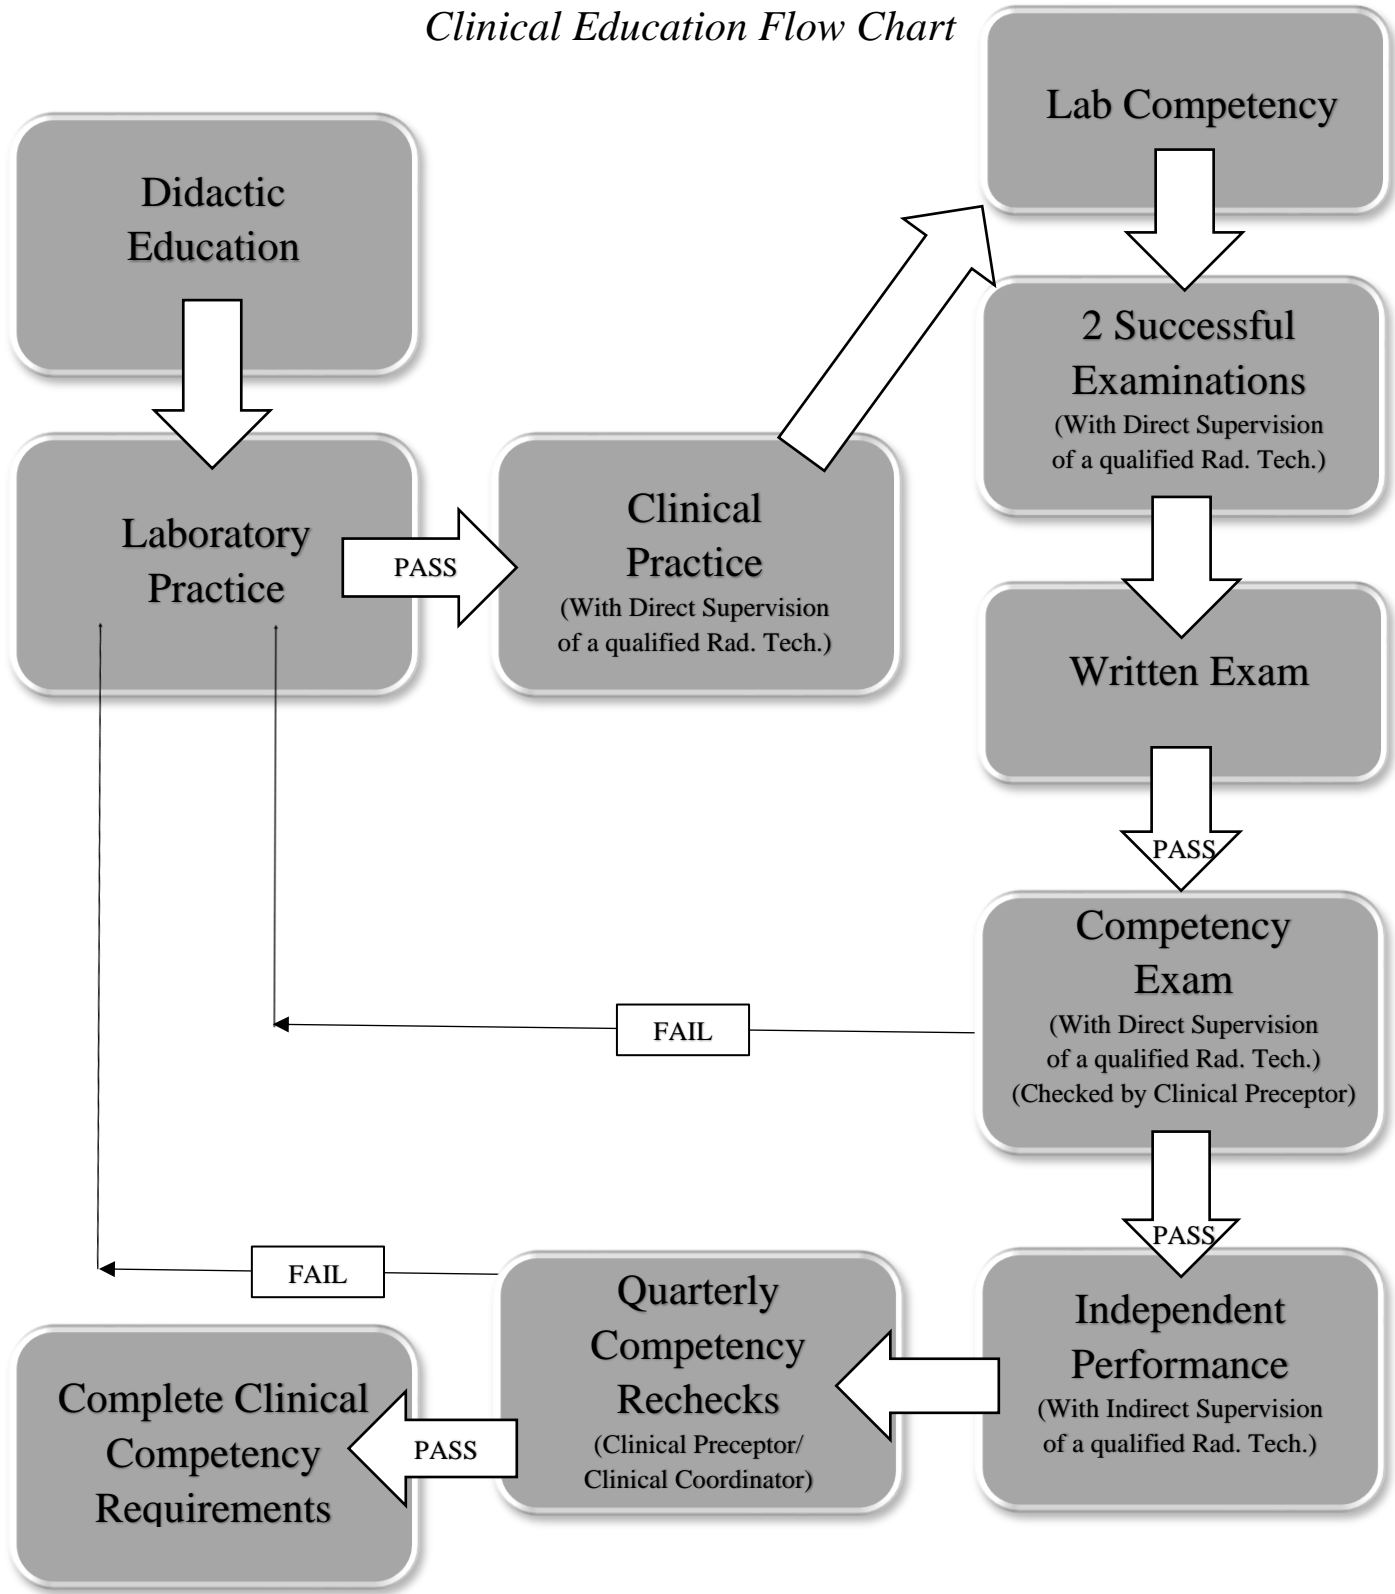 Clinical Education Flow Chart
Didactic
Education
Laboratory
Practice
PASS
Clinical
Practice
(With Direct Supervision
of a qualified Rad. Tech.)
Lab Competency
2 Successful
Examinations
(With Direct Supervision
of a qualified Rad. Tech.)
Written Exam
PASS
Competency
Exam
(With Direct Supervision
of a qualified Rad. Tech.)
(Checked by Clinical Preceptor)
FAIL
PASS
Independent
Performance
(With Indirect Supervision
of a qualified Rad. Tech.)
Quarterly
Competency
Rechecks
(Clinical Preceptor/
Clinical Coordinator)
FAIL
PASS
Complete Clinical
Competency
Requirements